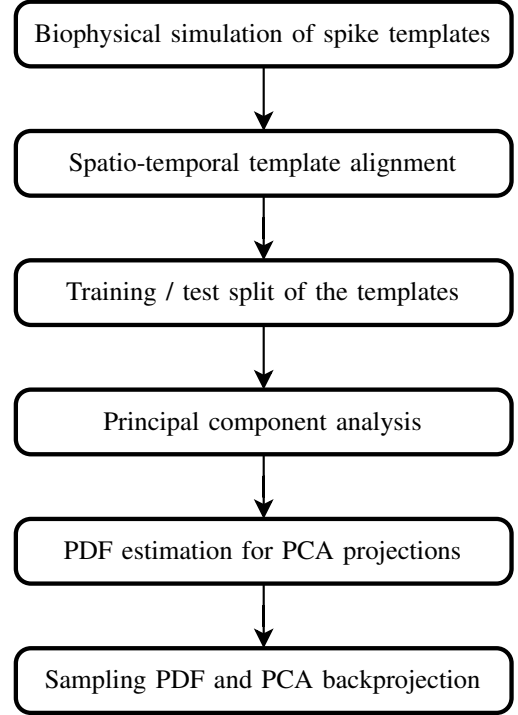 Biophysical simulation of spike templates
Spatio-temporal template alignment
Training / test split of the templates
Principal component analysis
PDF estimation for PCA projections
Sampling PDF and PCA backprojection